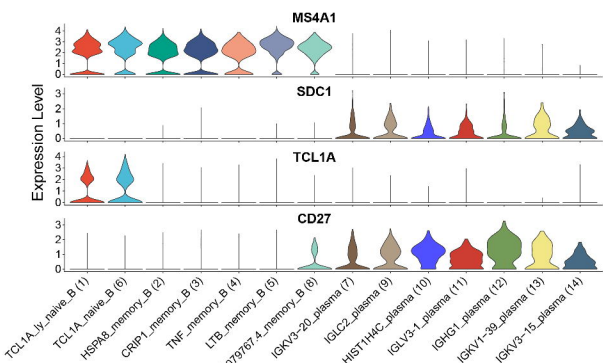 MS4A1
4
3
2
1
0
SDC1
3
2
1
0
Expression Level
TCL1A
4
3
2
1
0
CD27
3
2
1
0
TCL1A_ly_naive_B (1)
TCL1A_naive_B (6)
HSPA8_memory_B (2)
CRIP1_memory_B (3)
TNF_memory_B (4)
LTB_memory_B (5)
079767.4_memory_B (8)
IGKV3−20_plasma (7)
IGLC2_plasma (9)
HIST1H4C_plasma (10)
IGLV3−1_plasma (11)
IGHG1_plasma (12)
IGKV1−39_plasma (13)
IGKV3−15_plasma (14)